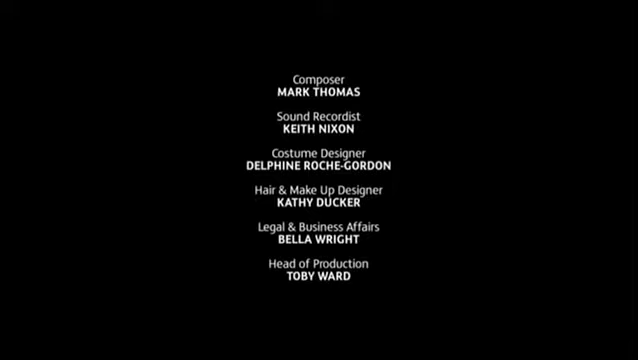 Composer
MARK THOMAS
Sound Recordist
KEITH NIXON
Costume Designer
DELPHINE ROCHE-GORDON
Hair & Make Up Designer
KATHY DUCKER
Legal & Business Affairs
BELLA WRIGHT
Head of Production
TOBY WARD